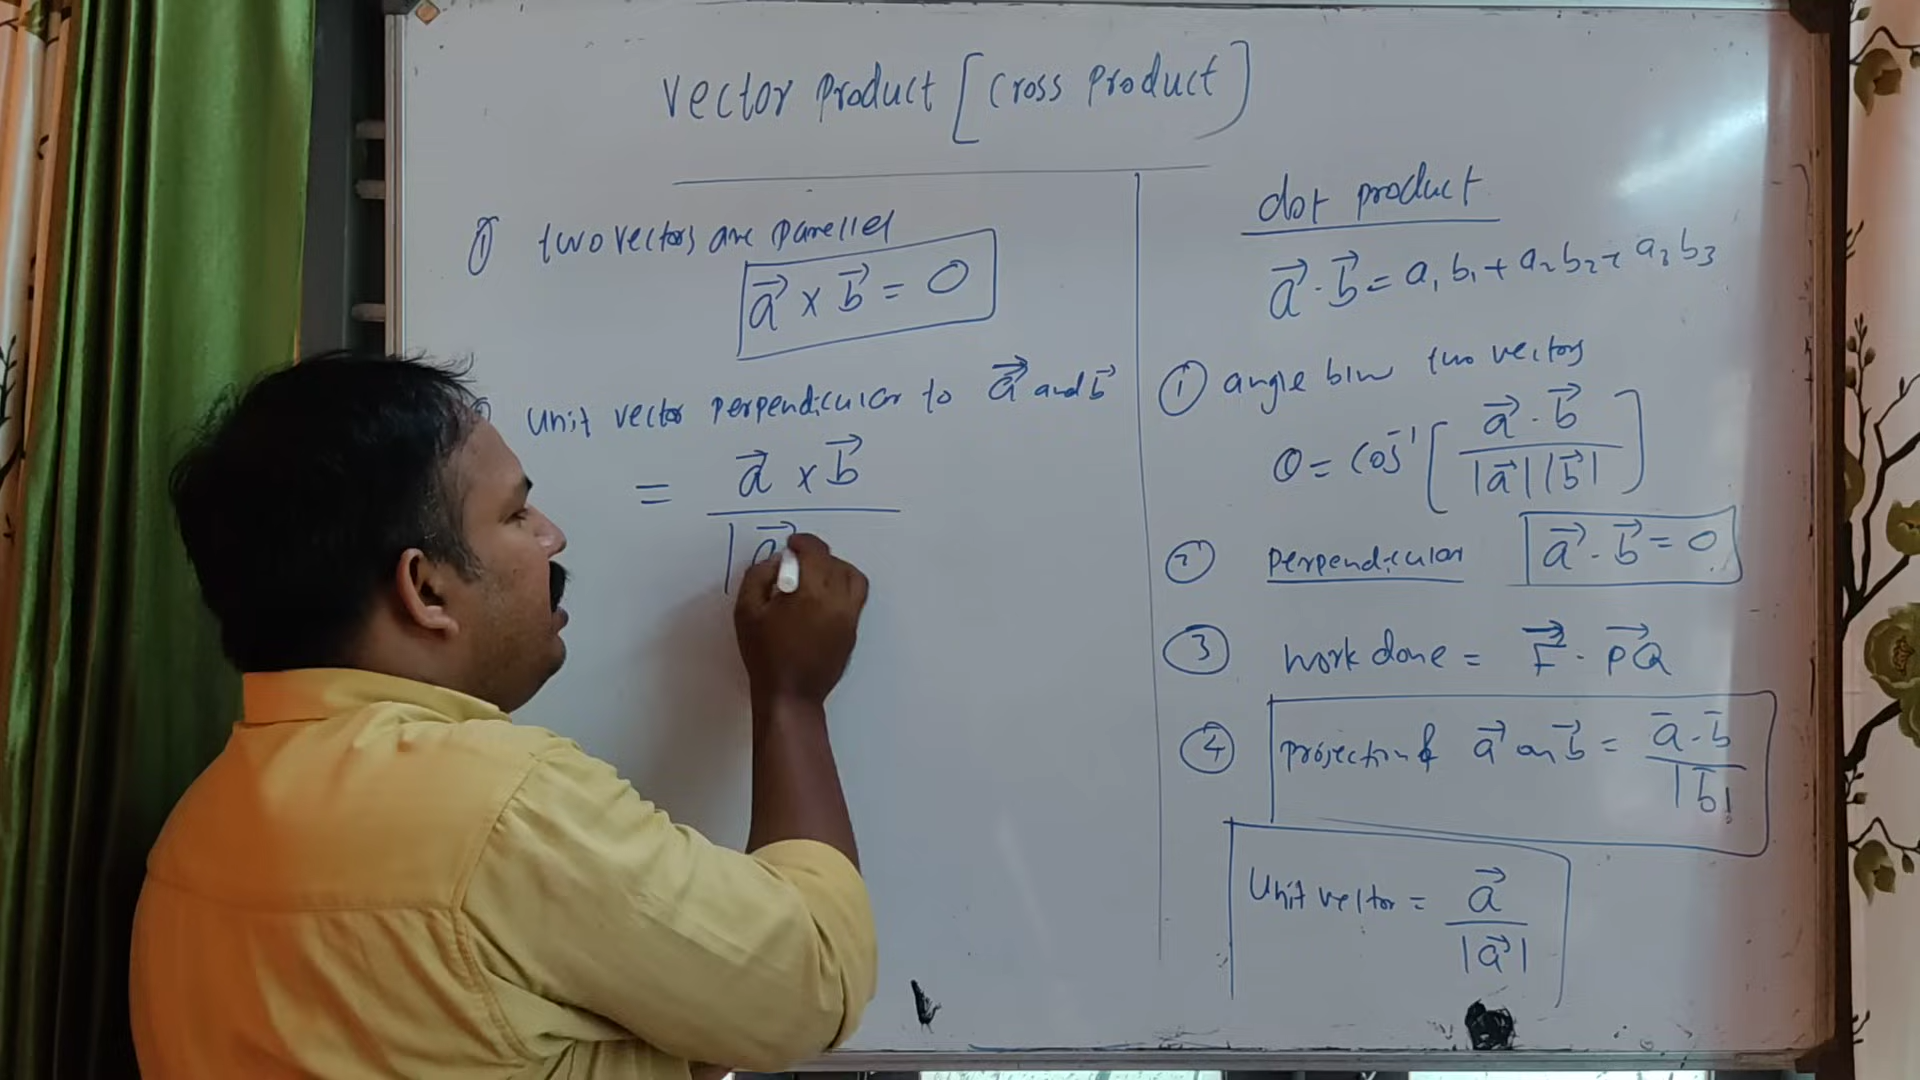 Vector Product [Cross Product]
① two vectors are parellel
a⃗ × b⃗ = 0
Unit vector perpendicular to a⃗ and b⃗
= a⃗ × b⃗
|a⃗
dot product
a⃗ · b⃗ = a₁b₁ + a₂b₂ + a₃b₃
① angle b/w two vectors
θ = Cos⁻¹ [ a⃗ · b⃗ / |a⃗| |b⃗| ]
② Perpendicular a⃗ · b⃗ = 0
③ Work done = F⃗ · PQ⃗
④ Projection of a⃗ on b⃗ = a̅ · b̅ / |b̅|
Unit vector = a⃗ / |a⃗|